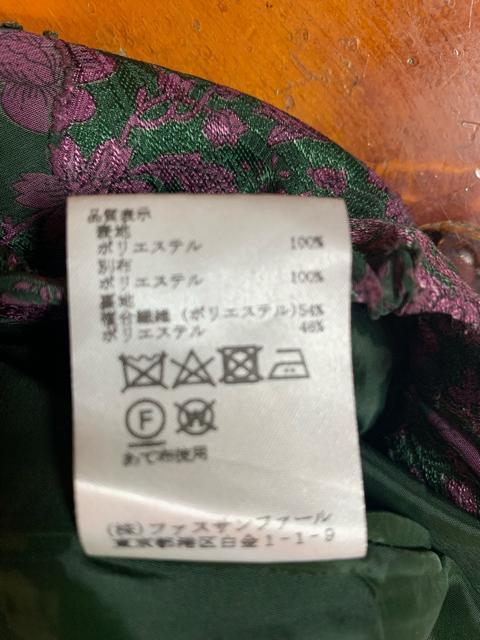 品質表示
表地
ポリエステル 100%
別布
ポリエステル 100%
裏地
複合繊維 (ポリエステル)54%
ポリエステル 46%
F W
あて布使用
(株)ファスサンファール
東京都港区白金1-1-9